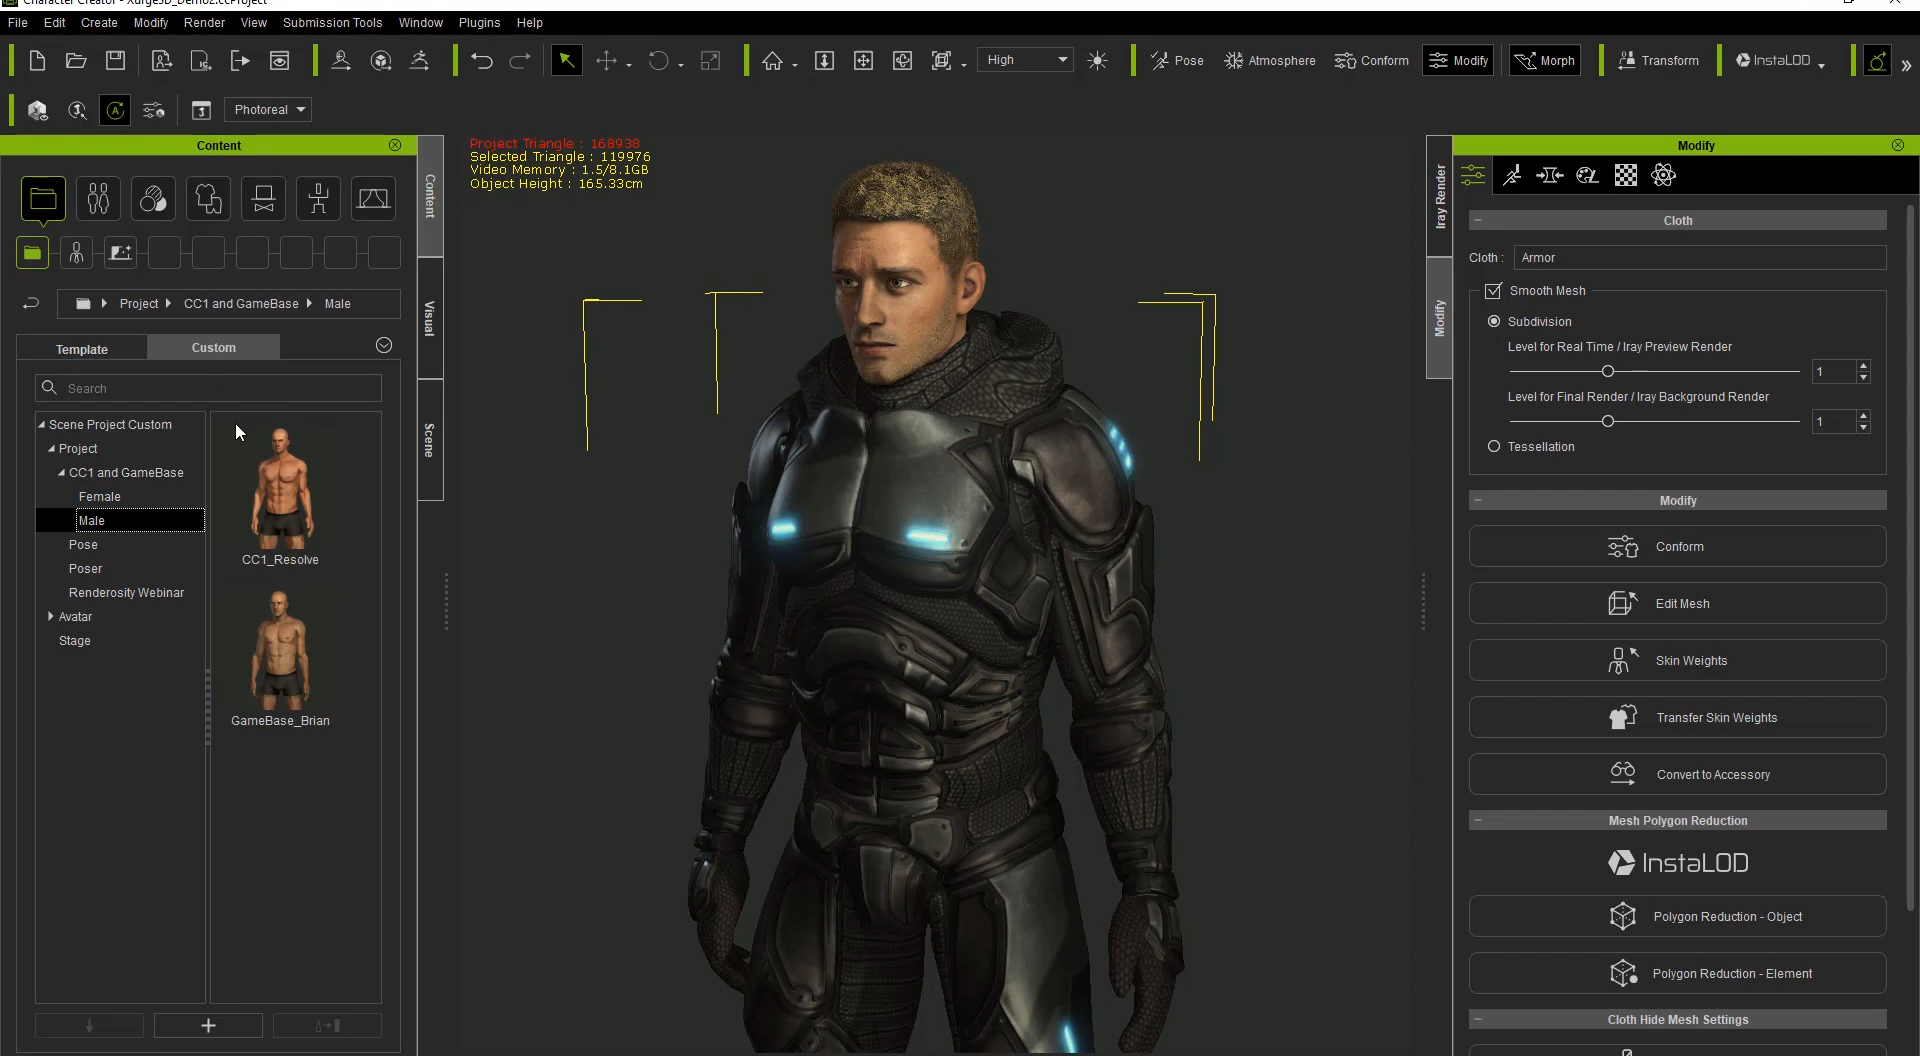 Character Creator - Xurge3D_Demo2.ccProject
File Edit Create Modify Render View Submission Tools Window Plugins Help
High Pose Atmosphere Conform Modify Morph Transform InstaLOD
Photoreal
Content
Project CC1 and GameBase Male
Template Custom
Search
Scene Project Custom
Project
CC1 and GameBase
Female
Male
Pose
Poser
Renderosity Webinar
Avatar
Stage
CC1_Resolve
GameBase_Brian
Content
Visual
Scene
Project Triangle : 168938
Selected Triangle : 119976
Video Memory : 1.5/8.1GB
Object Height : 165.33cm
Iray Render
Modify
Modify
Cloth
Cloth : Armor
Smooth Mesh
Subdivision
Level for Real Time / Iray Preview Render
1
Level for Final Render / Iray Background Render
1
Tessellation
Modify
Conform
Edit Mesh
Skin Weights
Transfer Skin Weights
Convert to Accessory
Mesh Polygon Reduction
InstaLOD
Polygon Reduction - Object
Polygon Reduction - Element
Cloth Hide Mesh Settings